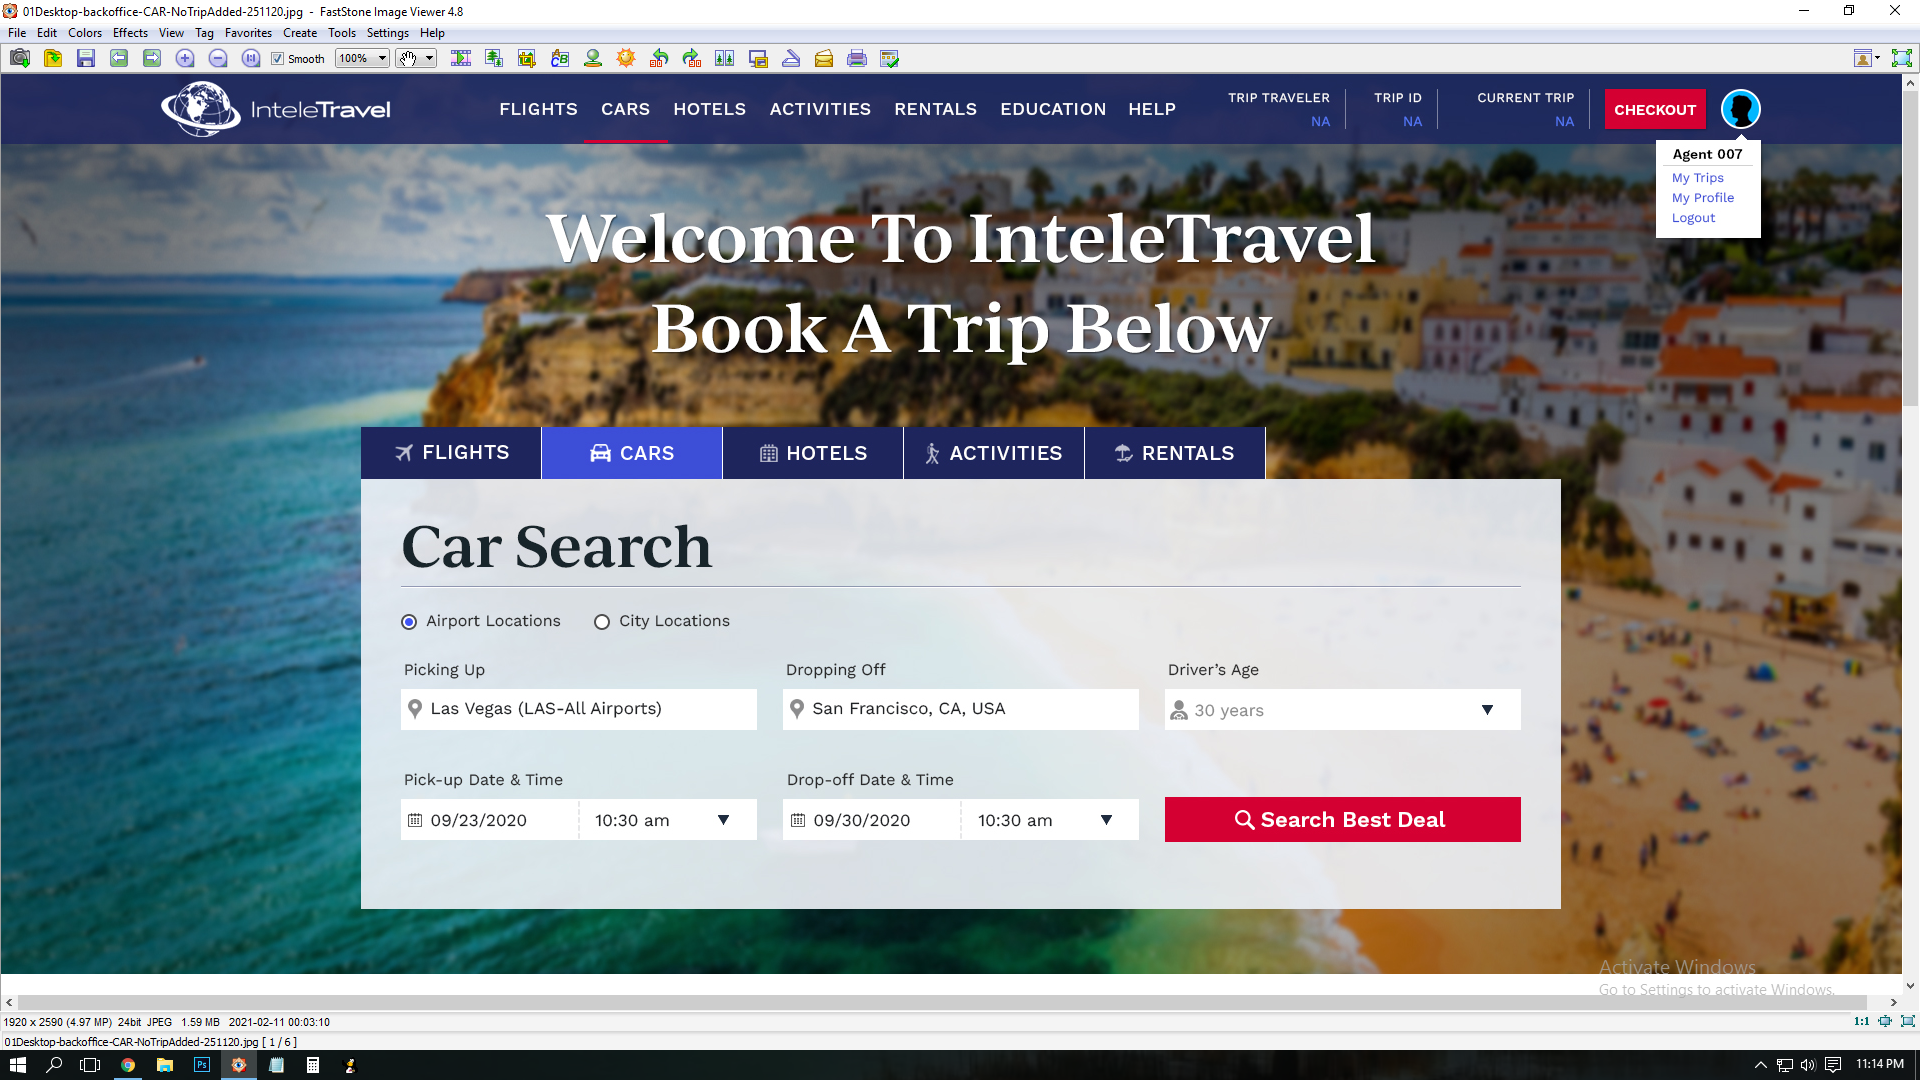 01Desktop-backoffice-CAR-NoTripAdded-251120.jpg - FastStone Image Viewer 4.8
File Edit Colors Effects View Tag Favorites Create Tools Settings Help
Smooth 100%
InteleTravel
FLIGHTS CARS HOTELS ACTIVITIES RENTALS EDUCATION HELP
TRIP TRAVELER TRIP ID CURRENT TRIP
NA NA NA
CHECKOUT
Agent 007
My Trips
My Profile
Logout
Welcome To InteleTravel
Book A Trip Below
FLIGHTS CARS HOTELS ACTIVITIES RENTALS
Car Search
Airport Locations City Locations
Picking Up Dropping Off Driver’s Age
Las Vegas (LAS-All Airports) San Francisco, CA, USA 30 years
Pick-up Date & Time Drop-off Date & Time
09/23/2020 10:30 am 09/30/2020 10:30 am Search Best Deal
Activate Windows
Go to Settings to activate Windows.
1920 x 2590 (4.97 MP) 24bit JPEG 1.59 MB 2021-02-11 00:03:10 1:1
01Desktop-backoffice-CAR-NoTripAdded-251120.jpg [ 1 / 6 ]
Ps 11:14 PM